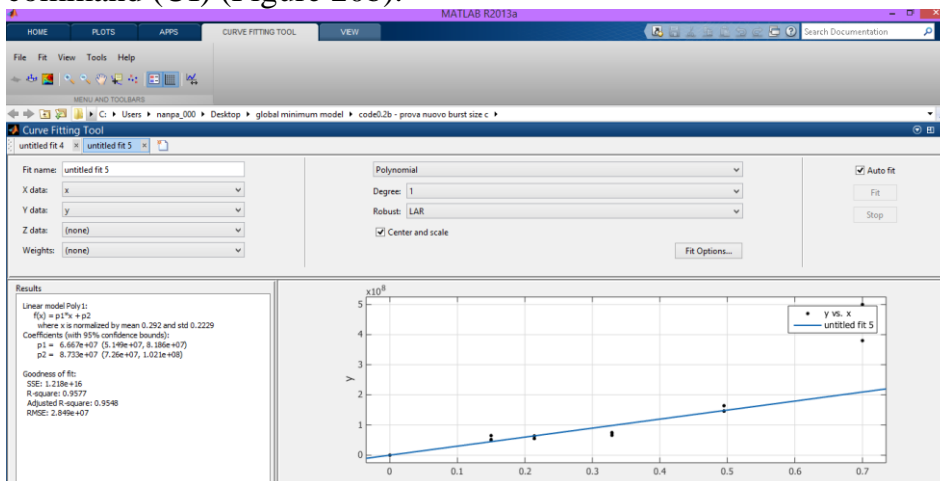 command (CI) (Figure 268).
MATLAB R2013a
HOME PLOTS APPS CURVE FITTING TOOL VIEW Search Documentation
File Fit View Tools Help
MENU AND TOOLBARS
C: Users nanpa_000 Desktop global minimum model code0.2b - prova nuovo burst size c
Curve Fitting Tool
untitled fit 4 untitled fit 5
Fit name: untitled fit 5
X data: x
Y data: y
Z data: (none)
Weights: (none)
Polynomial
Degree: 1
Robust: LAR
Center and scale
Fit Options...
Auto fit
Fit
Stop
Results
Linear model Poly1:
f(x) = p1*x + p2
where x is normalized by mean 0.292 and std 0.2229
Coefficients (with 95% confidence bounds):
p1 = 6.667e+07 (5.149e+07, 8.186e+07)
p2 = 8.733e+07 (7.26e+07, 1.021e+08)
Goodness of fit:
SSE: 1.218e+16
R-square: 0.9577
Adjusted R-square: 0.9548
RMSE: 2.849e+07
x10^8
5
4
3
2
1
0
y
0 0.1 0.2 0.3 0.4 0.5 0.6 0.7
x
y vs. x
untitled fit 5